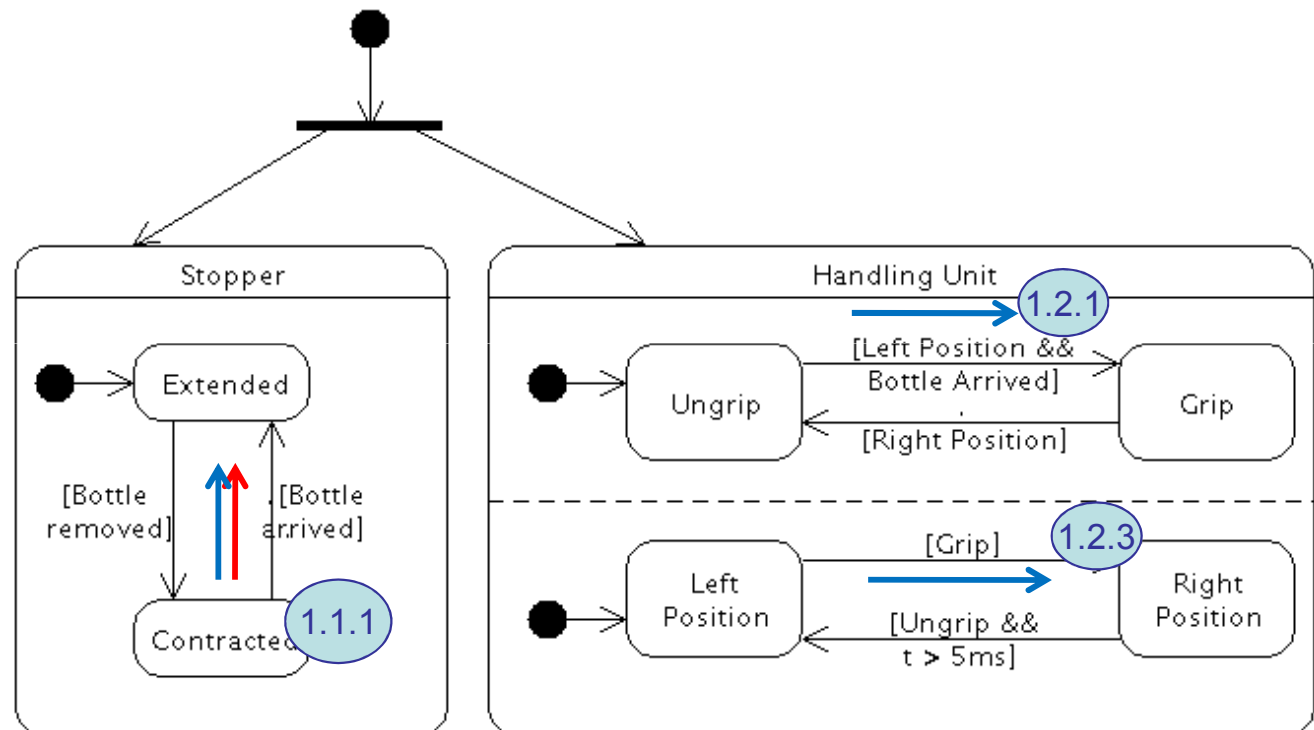 Stopper
Extended
[Bottle
removed]
[Bottle
arrived]
Contracted
1.1.1
Handling Unit
1.2.1
[Left Position &&
Bottle Arrived]
Ungrip
Grip
[Right Position]
1.2.3
[Grip]
Left
Position
Right
Position
[Ungrip &&
t > 5ms]